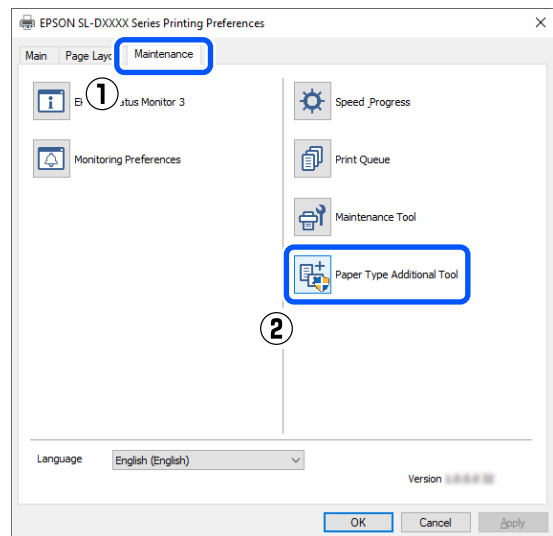 EPSON SL-DXXXX Series Printing Preferences
Main Page Layo Maintenance
1
atus Monitor 3
Speed Progress
Monitoring Preferences
Print Queue
Maintenance Tool
Paper Type Additional Tool
2
Language English (English)
Version
OK Cancel Apply